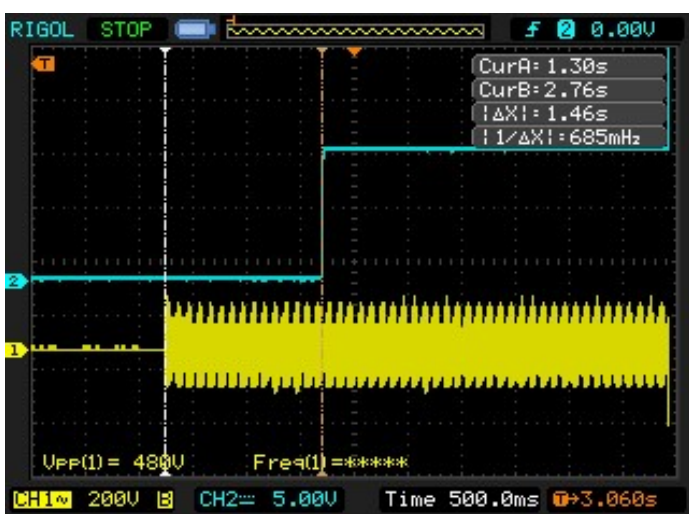 RIGOL STOP T f 2 0.00V
T
CurA= 1.30s
CurB= 2.76s
|ΔX|= 1.46s
|1/ΔX|= 685mHz
2
1
Vpp(1)= 480V Freq(1)=*****
CH1~ 200V B CH2 5.00V Time 500.0ms T→3.060s